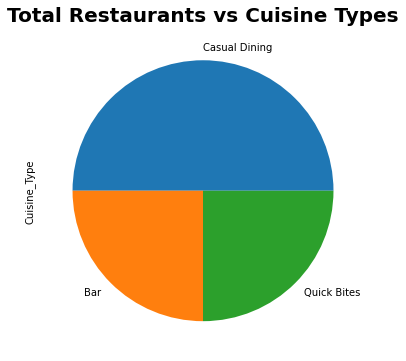 Total Restaurants vs Cuisine Types
Casual Dining
Cuisine_Type
Bar
Quick Bites